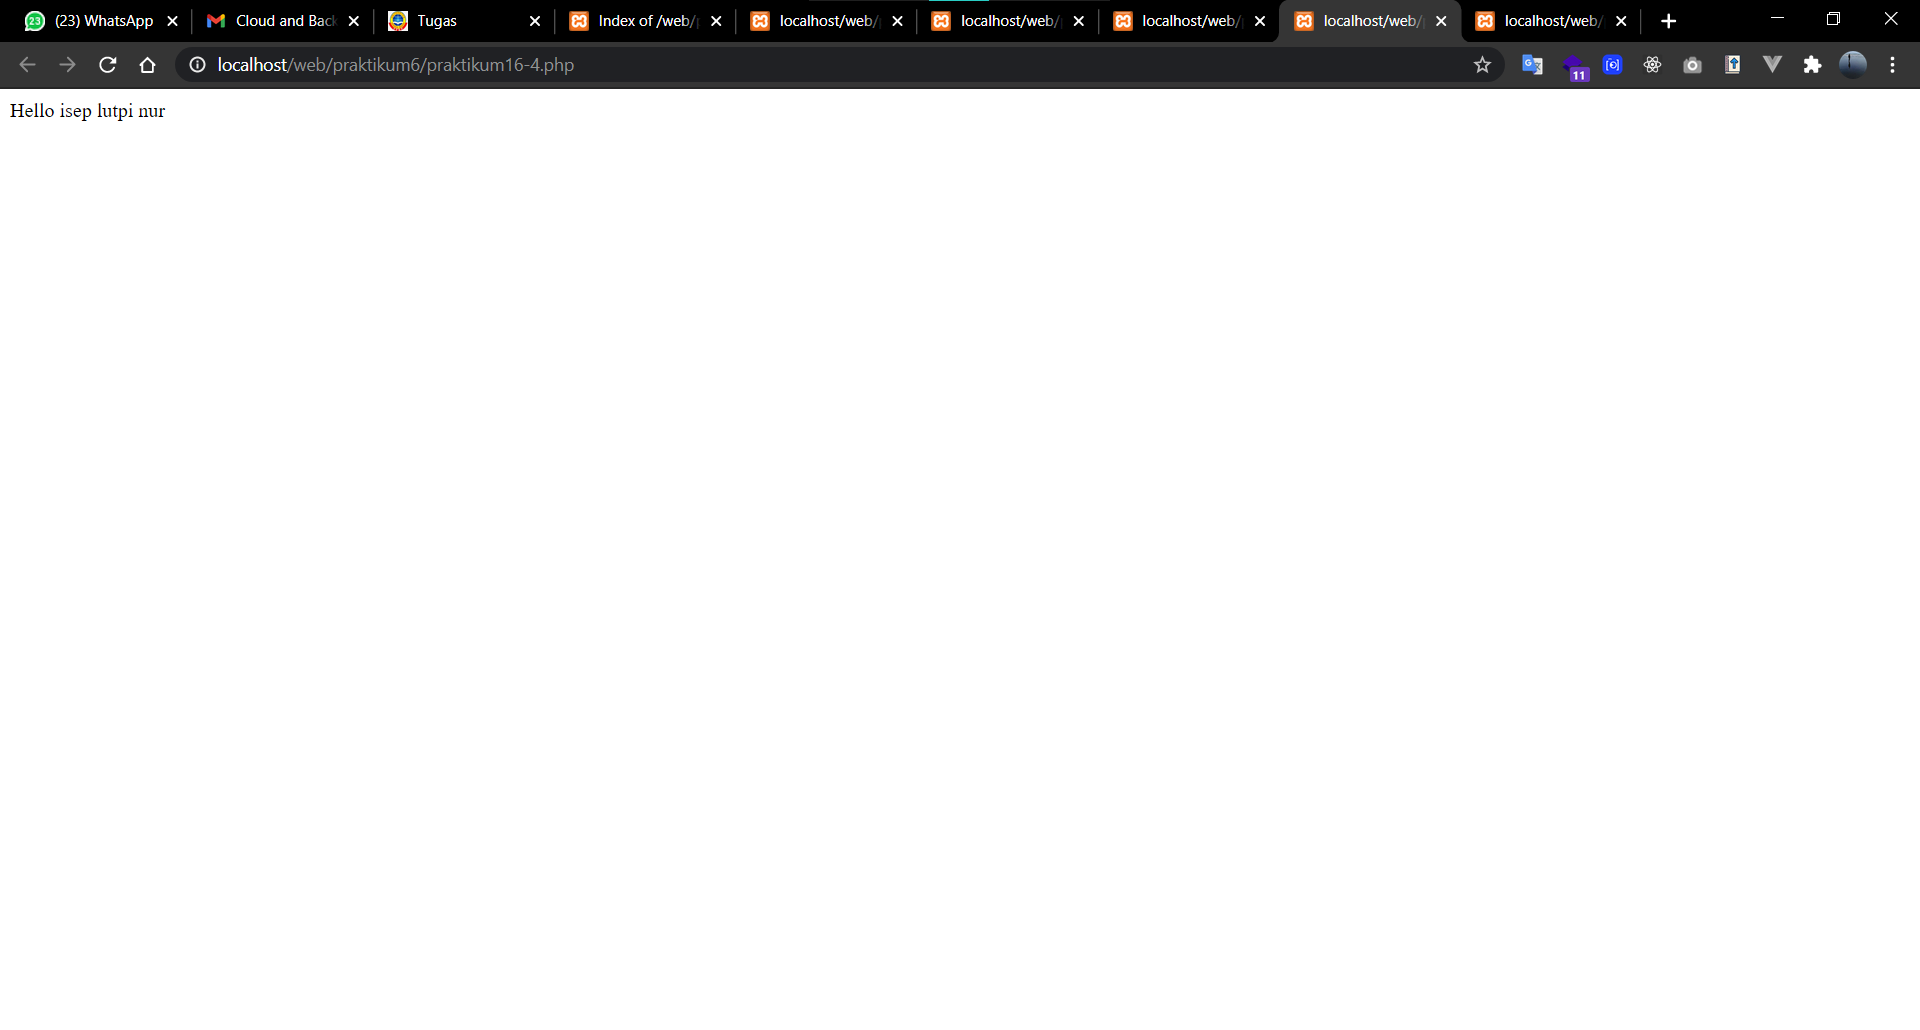 (23) WhatsApp
Cloud and Back
Tugas
Index of /web/p
localhost/web/p
localhost/web/p
localhost/web/p
localhost/web/p
localhost/web/
localhost/web/praktikum6/praktikum16-4.php
11
Hello isep lutpi nur